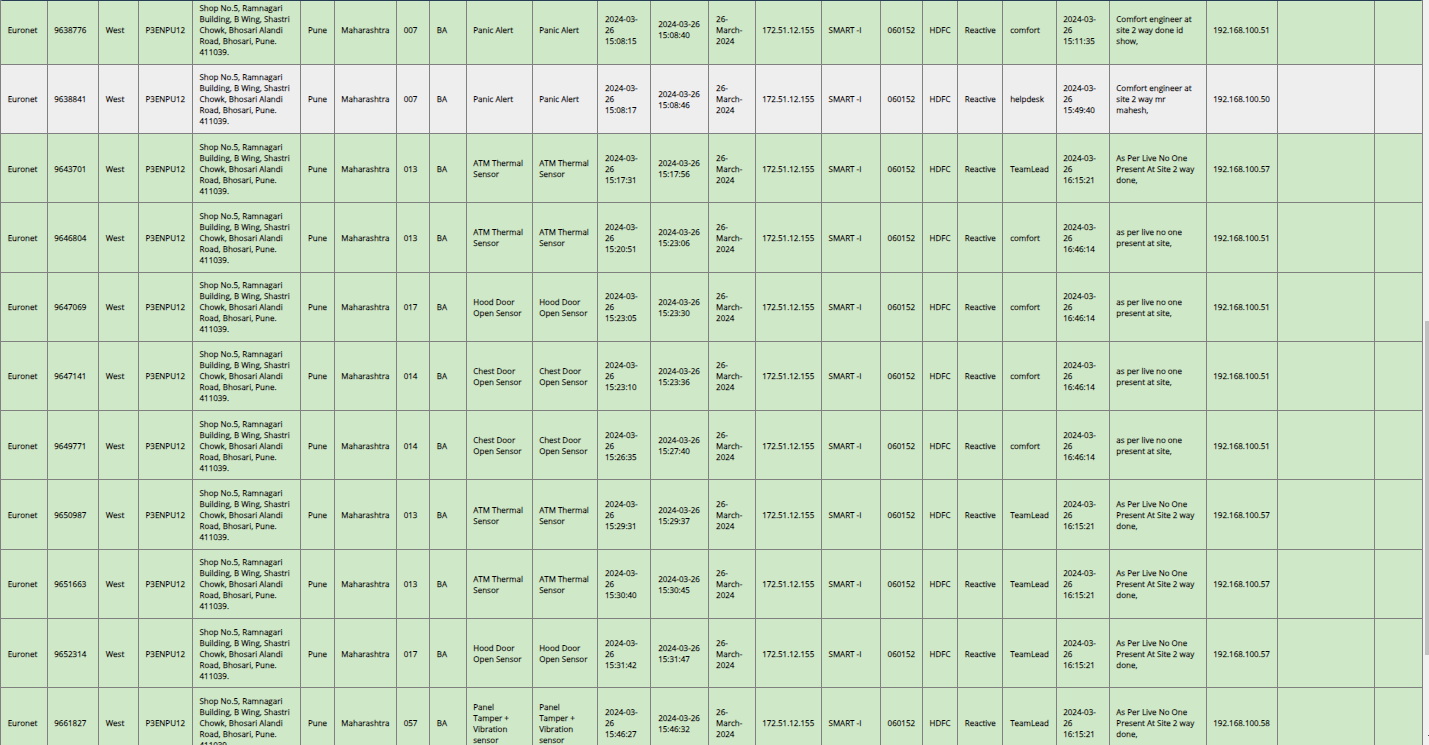 Euronet 9638776 West P3ENPU12 Shop No.5, Ramnagari Building, B Wing, Shastri Chowk, Bhosari Alandi Road, Bhosari, Pune. 411039. Pune Maharashtra 007 BA Panic Alert Panic Alert 2024-03-26 15:08:15 2024-03-26 15:08:40 26-March-2024 172.51.12.155 SMART -I 060152 HDFC Reactive comfort 2024-03-26 15:11:35 Comfort engineer at site 2 way done id show, 192.168.100.51
Euronet 9638841 West P3ENPU12 Shop No.5, Ramnagari Building, B Wing, Shastri Chowk, Bhosari Alandi Road, Bhosari, Pune. 411039. Pune Maharashtra 007 BA Panic Alert Panic Alert 2024-03-26 15:08:17 2024-03-26 15:08:46 26-March-2024 172.51.12.155 SMART -I 060152 HDFC Reactive helpdesk 2024-03-26 15:49:40 Comfort engineer at site 2 way mr mahesh, 192.168.100.50
Euronet 9643701 West P3ENPU12 Shop No.5, Ramnagari Building, B Wing, Shastri Chowk, Bhosari Alandi Road, Bhosari, Pune. 411039. Pune Maharashtra 013 BA ATM Thermal Sensor ATM Thermal Sensor 2024-03-26 15:17:31 2024-03-26 15:17:56 26-March-2024 172.51.12.155 SMART -I 060152 HDFC Reactive TeamLead 2024-03-26 16:15:21 As Per Live No One Present At Site 2 way done, 192.168.100.57
Euronet 9646804 West P3ENPU12 Shop No.5, Ramnagari Building, B Wing, Shastri Chowk, Bhosari Alandi Road, Bhosari, Pune. 411039. Pune Maharashtra 013 BA ATM Thermal Sensor ATM Thermal Sensor 2024-03-26 15:20:51 2024-03-26 15:23:06 26-March-2024 172.51.12.155 SMART -I 060152 HDFC Reactive comfort 2024-03-26 16:46:14 as per live no one present at site, 192.168.100.51
Euronet 9647069 West P3ENPU12 Shop No.5, Ramnagari Building, B Wing, Shastri Chowk, Bhosari Alandi Road, Bhosari, Pune. 411039. Pune Maharashtra 017 BA Hood Door Open Sensor Hood Door Open Sensor 2024-03-26 15:23:05 2024-03-26 15:23:30 26-March-2024 172.51.12.155 SMART -I 060152 HDFC Reactive comfort 2024-03-26 16:46:14 as per live no one present at site, 192.168.100.51
Euronet 9647141 West P3ENPU12 Shop No.5, Ramnagari Building, B Wing, Shastri Chowk, Bhosari Alandi Road, Bhosari, Pune. 411039. Pune Maharashtra 014 BA Chest Door Open Sensor Chest Door Open Sensor 2024-03-26 15:23:10 2024-03-26 15:23:36 26-March-2024 172.51.12.155 SMART -I 060152 HDFC Reactive comfort 2024-03-26 16:46:14 as per live no one present at site, 192.168.100.51
Euronet 9649771 West P3ENPU12 Shop No.5, Ramnagari Building, B Wing, Shastri Chowk, Bhosari Alandi Road, Bhosari, Pune. 411039. Pune Maharashtra 014 BA Chest Door Open Sensor Chest Door Open Sensor 2024-03-26 15:26:35 2024-03-26 15:27:40 26-March-2024 172.51.12.155 SMART -I 060152 HDFC Reactive comfort 2024-03-26 16:46:14 as per live no one present at site, 192.168.100.51
Euronet 9650987 West P3ENPU12 Shop No.5, Ramnagari Building, B Wing, Shastri Chowk, Bhosari Alandi Road, Bhosari, Pune. 411039. Pune Maharashtra 013 BA ATM Thermal Sensor ATM Thermal Sensor 2024-03-26 15:29:31 2024-03-26 15:29:37 26-March-2024 172.51.12.155 SMART -I 060152 HDFC Reactive TeamLead 2024-03-26 16:15:21 As Per Live No One Present At Site 2 way done, 192.168.100.57
Euronet 9651663 West P3ENPU12 Shop No.5, Ramnagari Building, B Wing, Shastri Chowk, Bhosari Alandi Road, Bhosari, Pune. 411039. Pune Maharashtra 013 BA ATM Thermal Sensor ATM Thermal Sensor 2024-03-26 15:30:40 2024-03-26 15:30:45 26-March-2024 172.51.12.155 SMART -I 060152 HDFC Reactive TeamLead 2024-03-26 16:15:21 As Per Live No One Present At Site 2 way done, 192.168.100.57
Euronet 9652314 West P3ENPU12 Shop No.5, Ramnagari Building, B Wing, Shastri Chowk, Bhosari Alandi Road, Bhosari, Pune. 411039. Pune Maharashtra 017 BA Hood Door Open Sensor Hood Door Open Sensor 2024-03-26 15:31:42 2024-03-26 15:31:47 26-March-2024 172.51.12.155 SMART -I 060152 HDFC Reactive TeamLead 2024-03-26 16:15:21 As Per Live No One Present At Site 2 way done, 192.168.100.57
Euronet 9661827 West P3ENPU12 Shop No.5, Ramnagari Building, B Wing, Shastri Chowk, Bhosari Alandi Road, Bhosari, Pune. 411039. Pune Maharashtra 057 BA Panel Tamper + Vibration sensor Panel Tamper + Vibration sensor 2024-03-26 15:46:27 2024-03-26 15:46:32 26-March-2024 172.51.12.155 SMART -I 060152 HDFC Reactive TeamLead 2024-03-26 16:15:21 As Per Live No One Present At Site 2 way done, 192.168.100.58